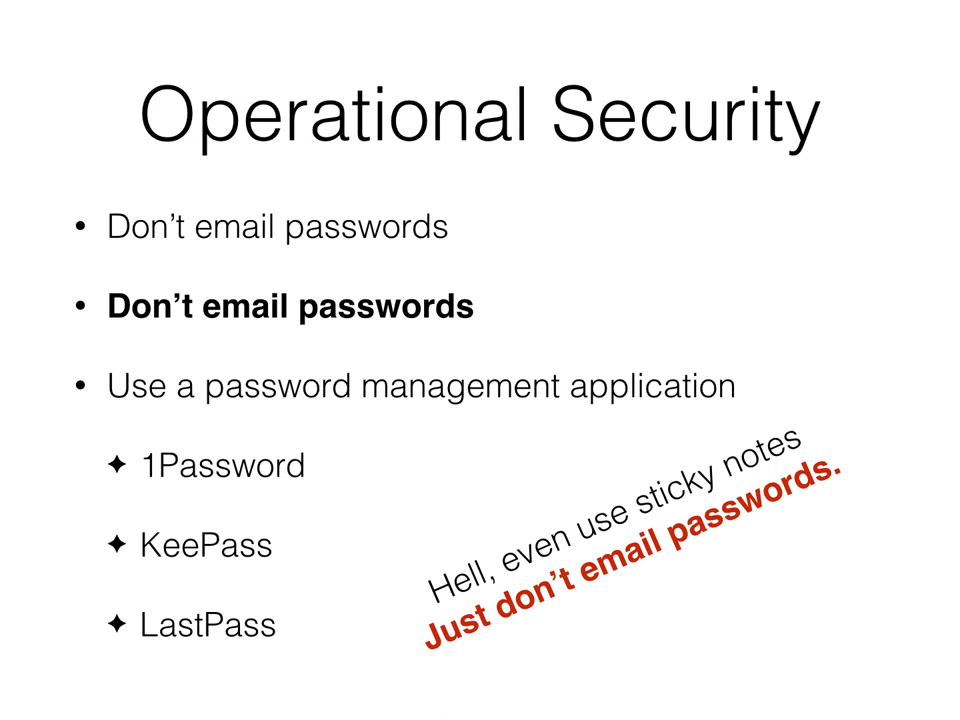 Operational Security
• Don’t email passwords
• Don’t email passwords
• Use a password management application
✦ 1Password
✦ KeePass
✦ LastPass
Hell, even use sticky notes
Just don’t email passwords.